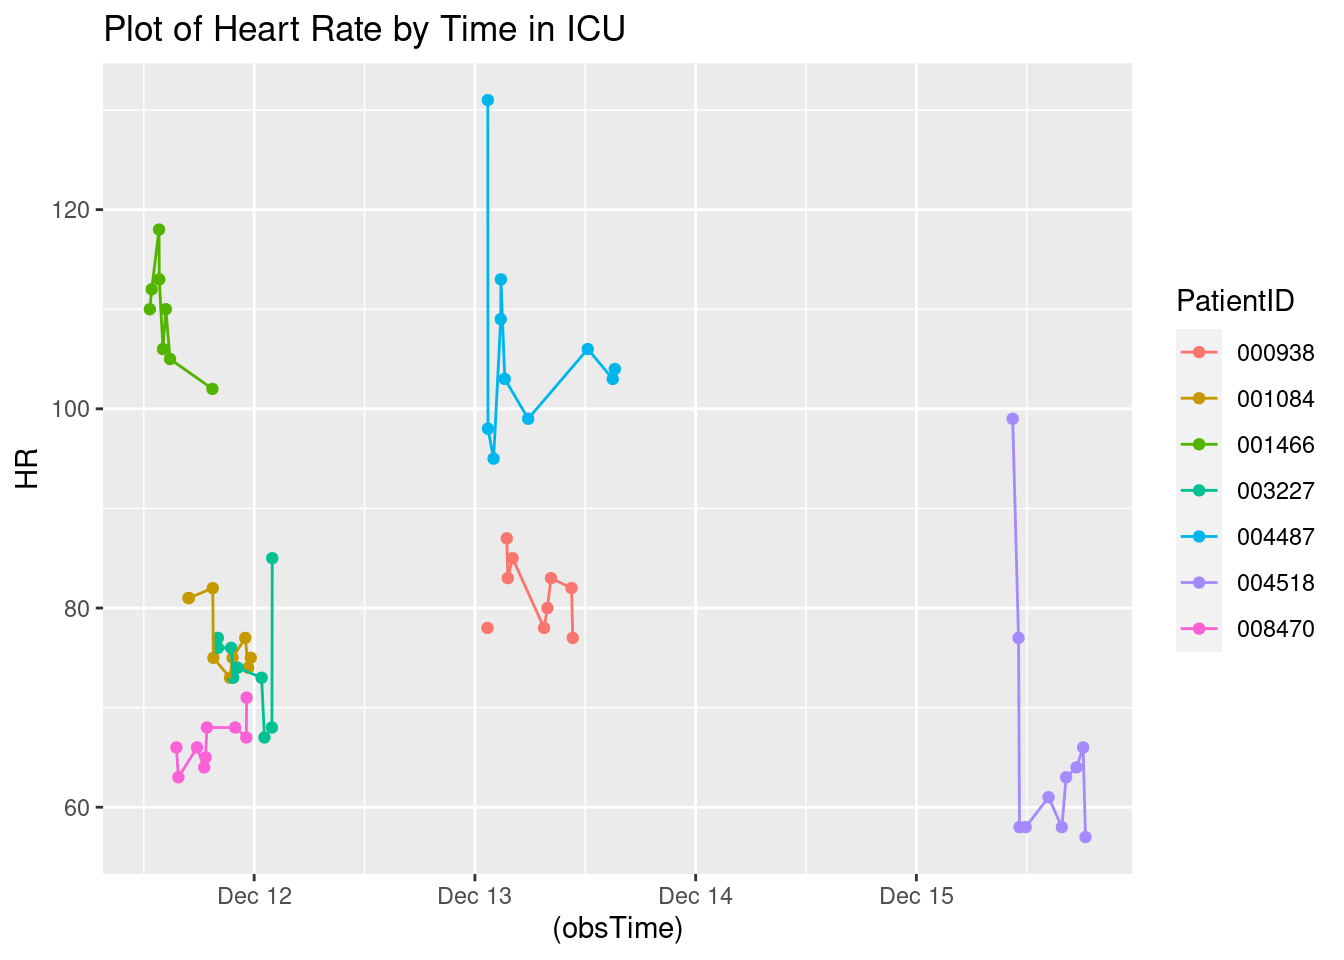 Plot of Heart Rate by Time in ICU
120
100
80
60
HR
Dec 12
Dec 13
Dec 14
Dec 15
(obsTime)
PatientID
000938
001084
001466
003227
004487
004518
008470